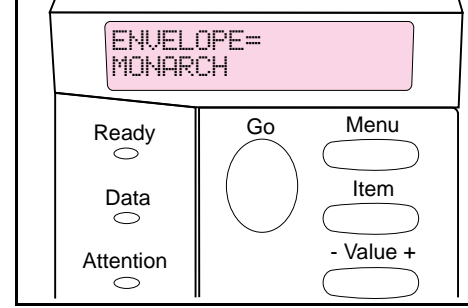 ENVELOPE=
MONARCH
Ready
Data
Attention
Go
Menu
Item
- Value +